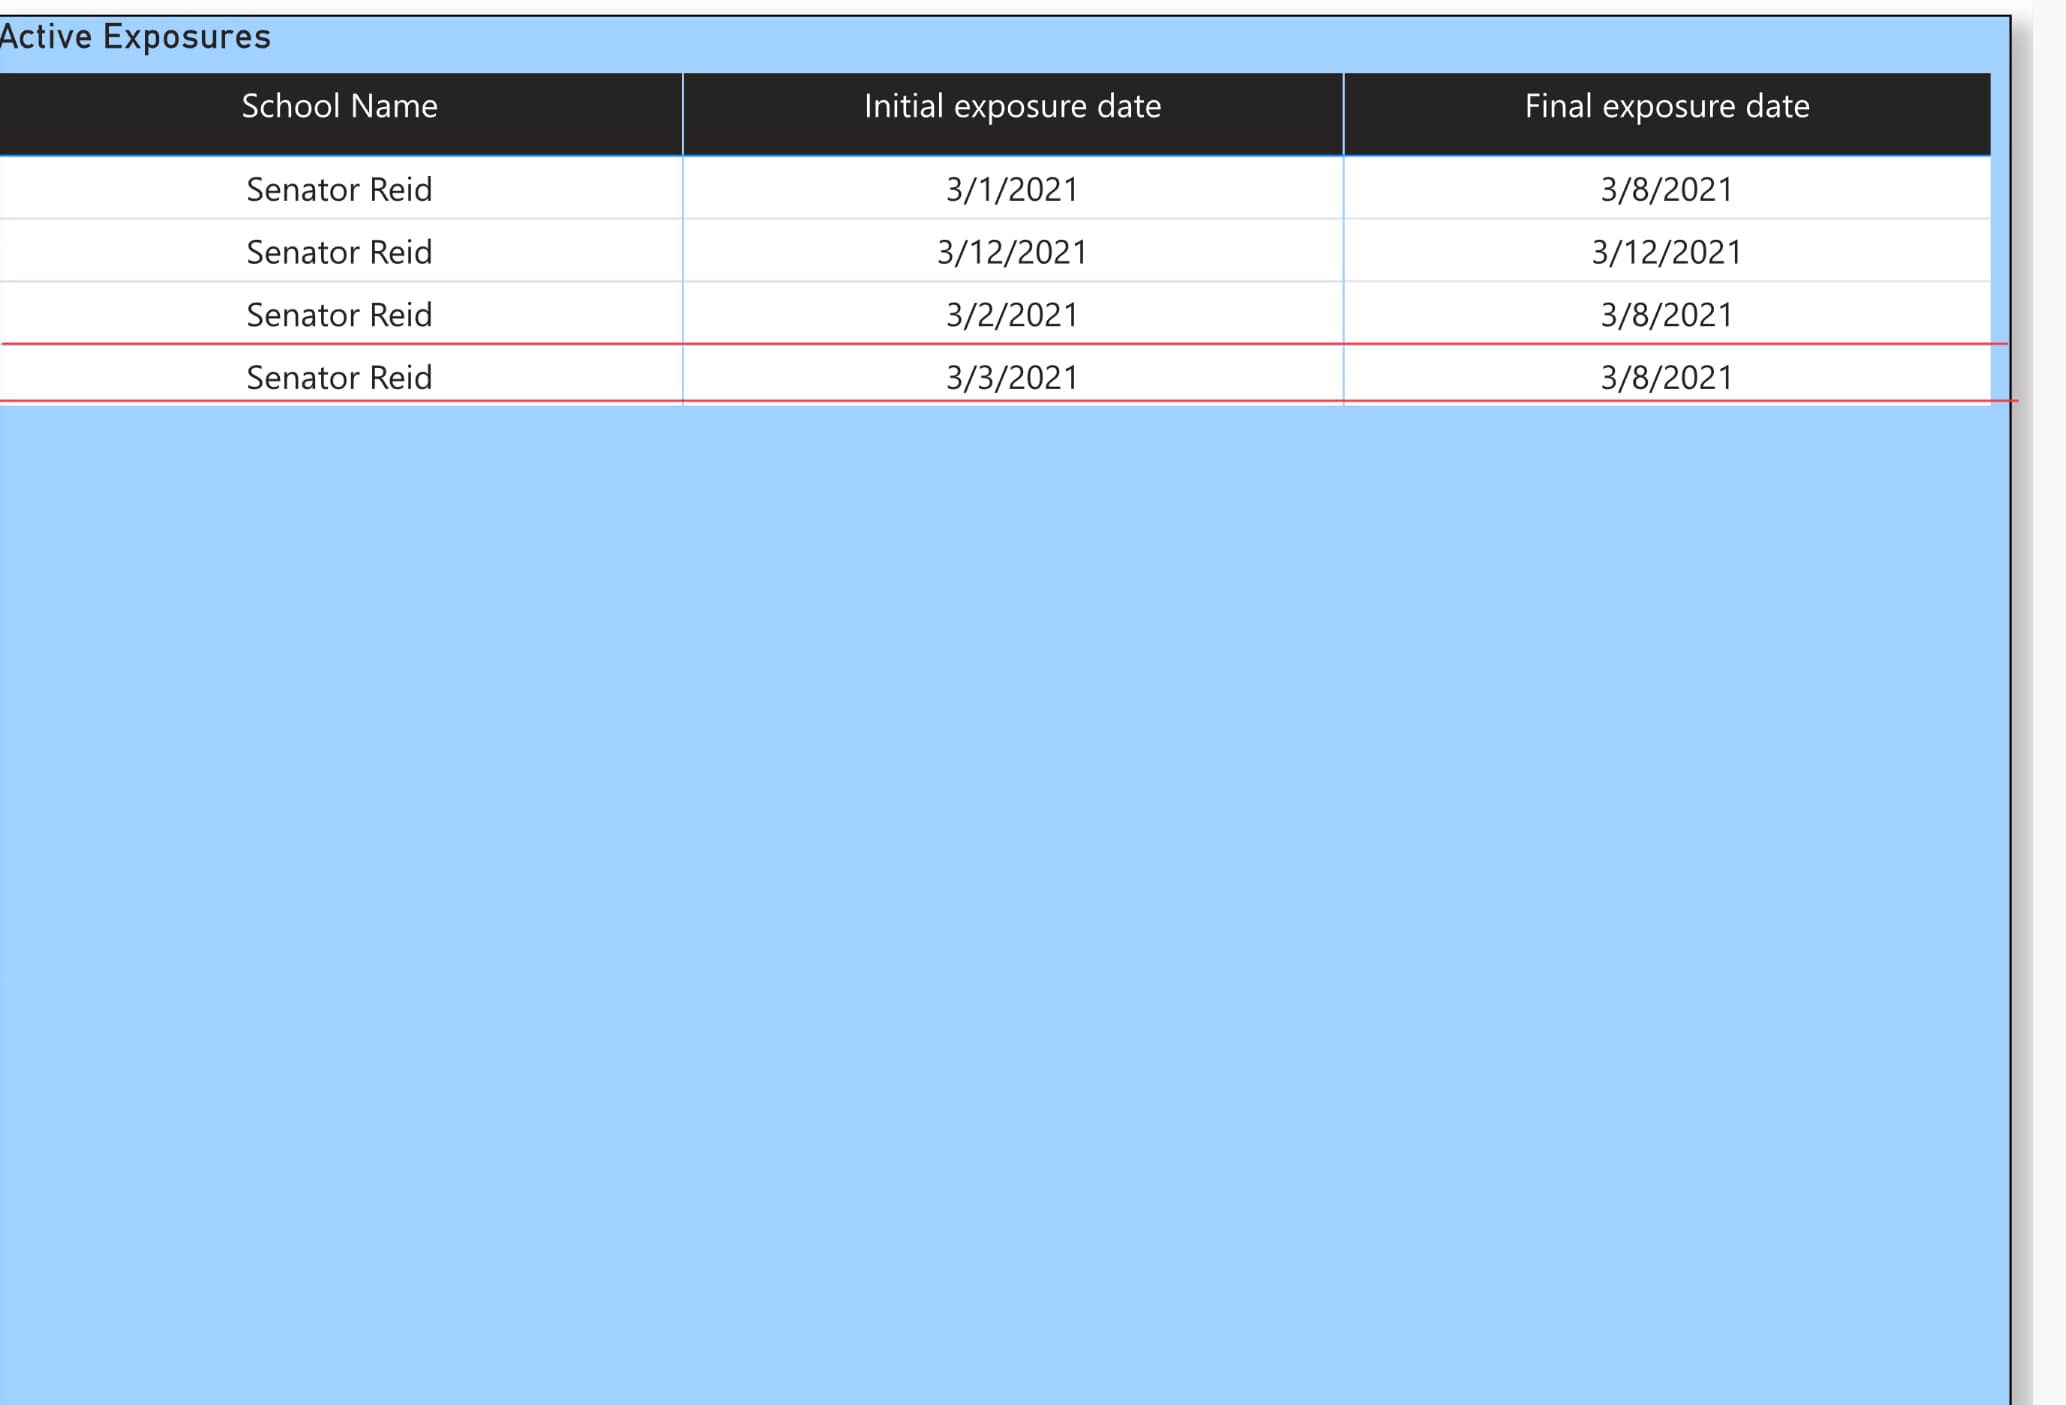 Active Exposures
School Name Initial exposure date Final exposure date
Senator Reid 3/1/2021 3/8/2021
Senator Reid 3/12/2021 3/12/2021
Senator Reid 3/2/2021 3/8/2021
Senator Reid 3/3/2021 3/8/2021